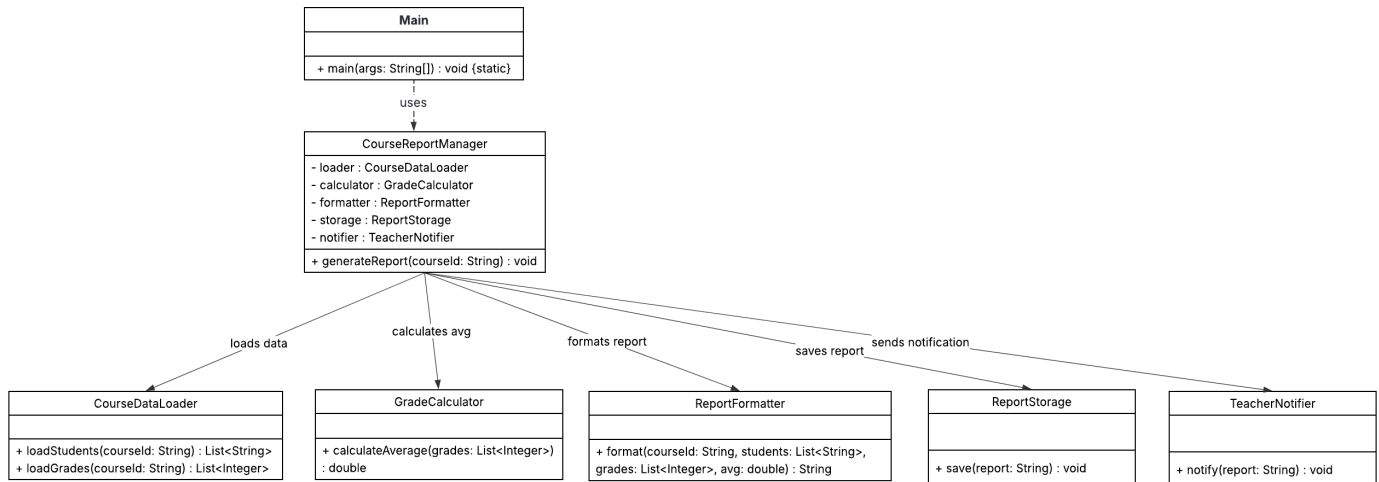 Main
+ main(args: String[]) : void {static}
uses
CourseReportManager
- loader : CourseDataLoader
- calculator : GradeCalculator
- formatter : ReportFormatter
- storage : ReportStorage
- notifier : TeacherNotifier
+ generateReport(courseId: String) : void
loads data
calculates avg
formats report
saves report
sends notification
CourseDataLoader
+ loadStudents(courseId: String) : List<String>
+ loadGrades(courseId: String) : List<Integer>
GradeCalculator
+ calculateAverage(grades: List<Integer>)
: double
ReportFormatter
+ format(courseId: String, students: List<String>,
grades: List<Integer>, avg: double) : String
ReportStorage
+ save(report: String) : void
TeacherNotifier
+ notify(report: String) : void